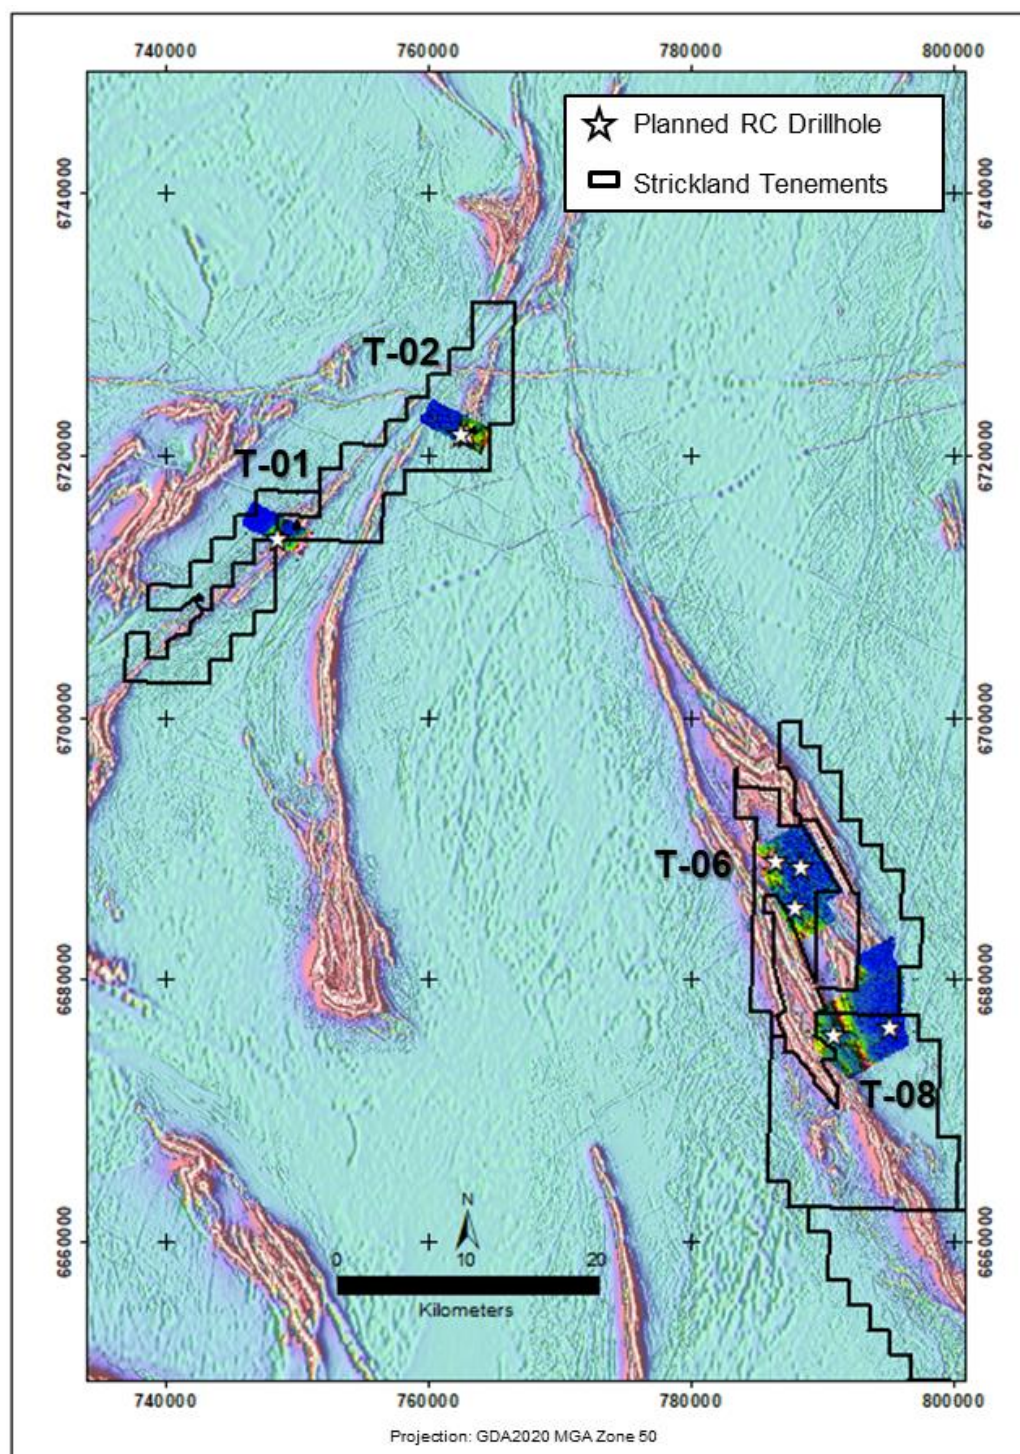 740000 760000 780000 800000
Planned RC Drillhole
Strickland Tenements
6740000 6740000
T-02
T-01
6720000 6720000
6700000 6700000
T-06
6680000 6680000
T-08
N
0 10 20
Kilometers
6660000 6660000
740000 760000 780000 800000
Projection: GDA2020 MGA Zone 50